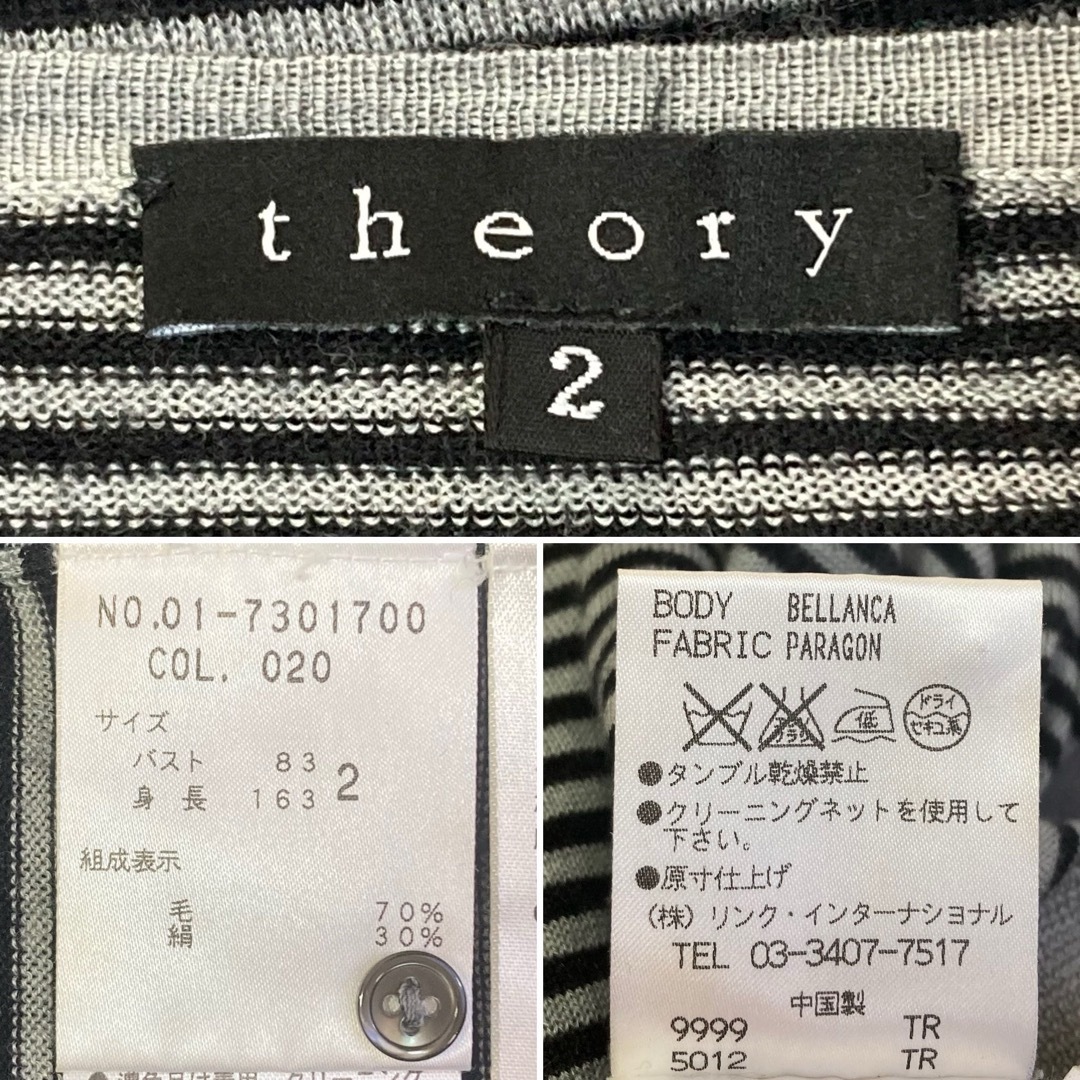 theory
2
NO.01-7301700
COL. 020
サイズ
バスト 83
身長 163 2
組成表示
毛 70%
絹 30%
BODY BELLANCA
FABRIC PARAGON
低
ドライ
セキユ系
●タンブル乾燥禁止
●クリーニングネットを使用して
下さい。
●原寸仕上げ
(株)リンク・インターナショナル
TEL 03-3407-7517
中国製
9999 TR
5012 TR